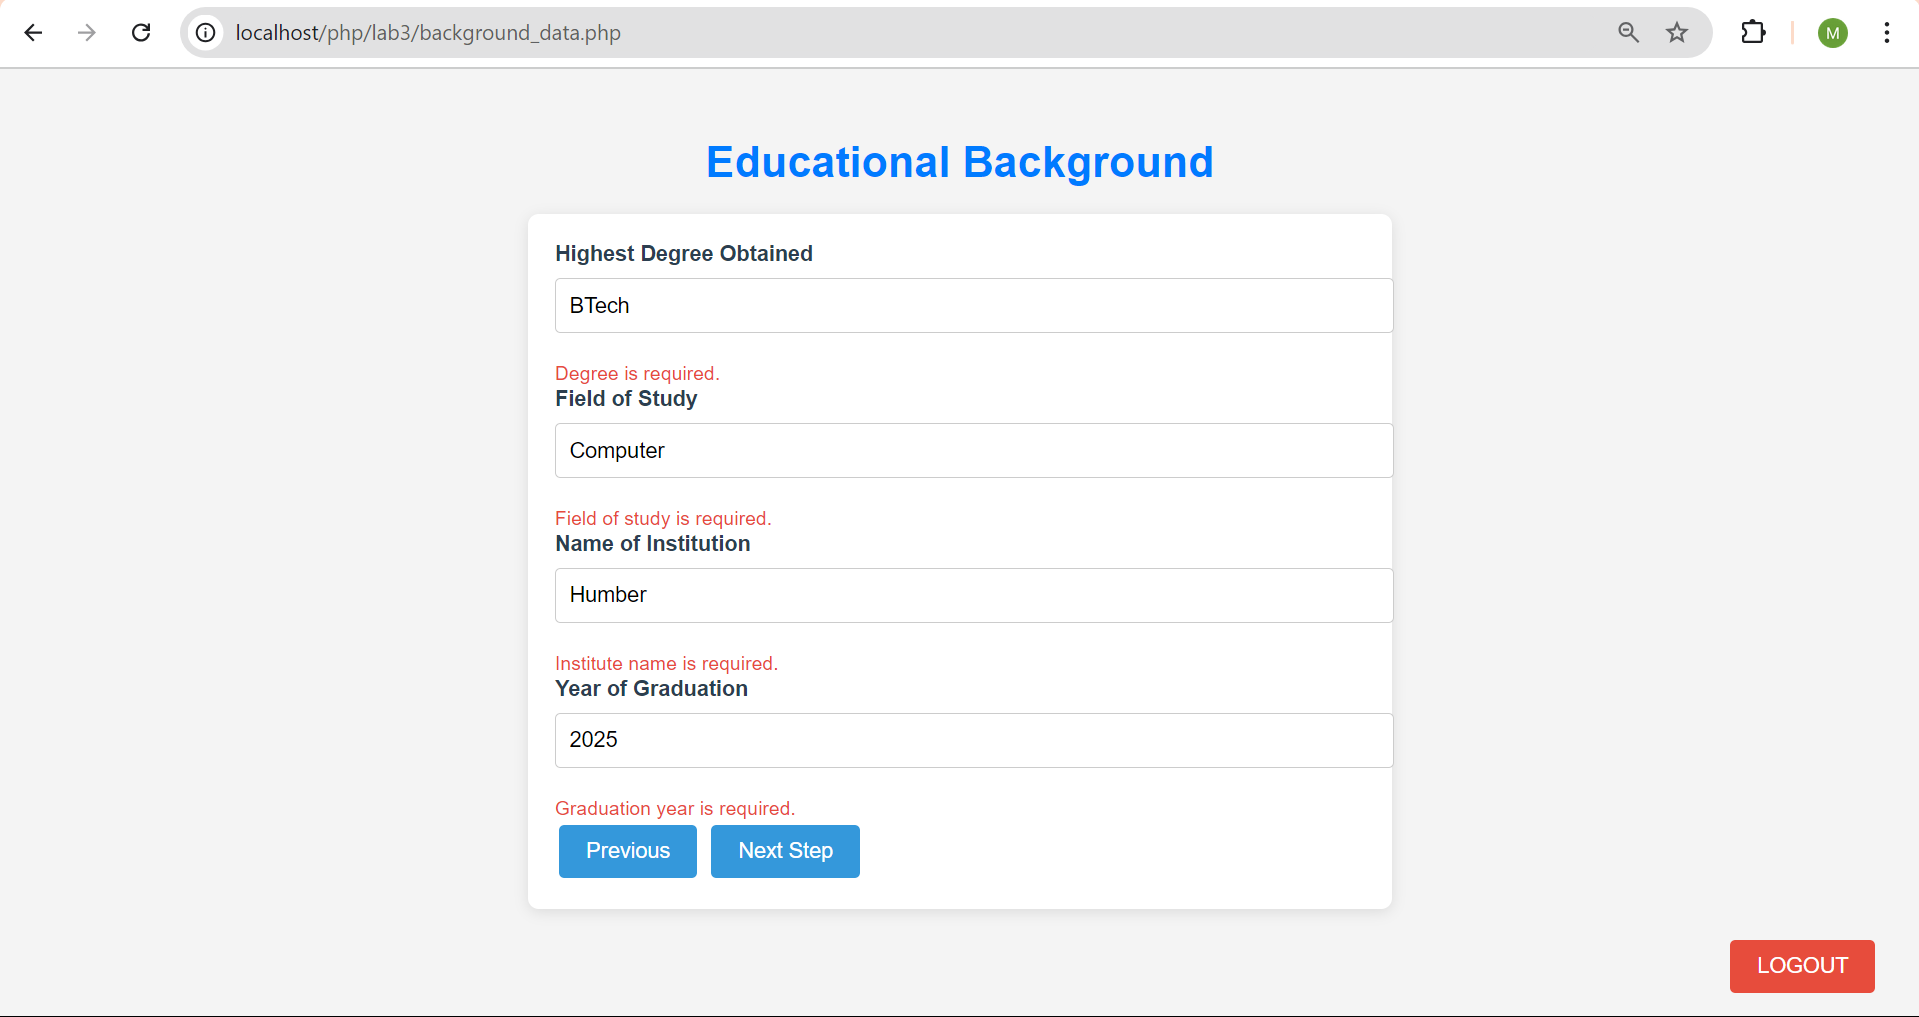 localhost/php/lab3/background_data.php
M
Educational Background
Highest Degree Obtained
BTech
Degree is required.
Field of Study
Computer
Field of study is required.
Name of Institution
Humber
Institute name is required.
Year of Graduation
2025
Graduation year is required.
Previous Next Step
LOGOUT